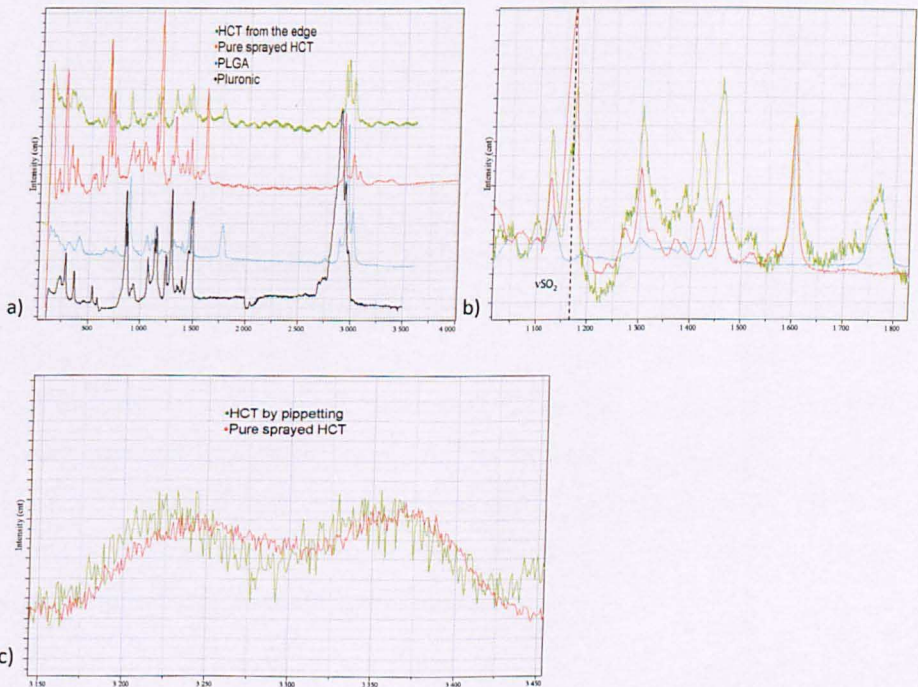 •HCT from the edge
•Pure sprayed HCT
•PLGA
•Pluronic
Intensity (cnt)
a)
500 1 000 1 500 2 000 2 500 3 000 3 500 4 000
νSO₂
b)
1 100 1 200 1 300 1 400 1 500 1 600 1 700 1 800
•HCT by pippetting
•Pure sprayed HCT
Intensity (cnt)
c)
3 150 3 200 3 250 3 300 3 350 3 400 3 450